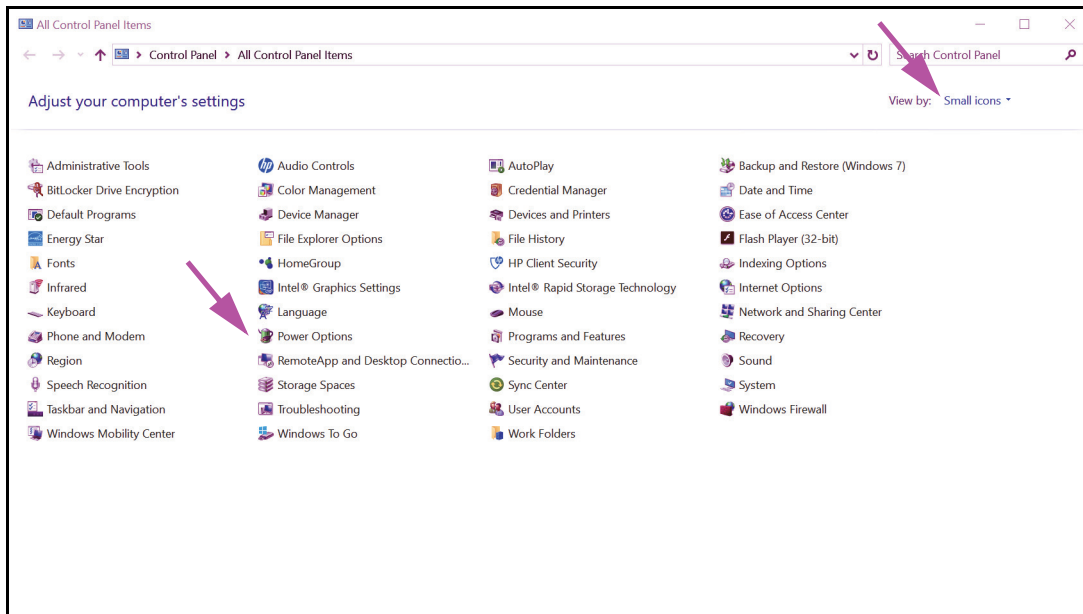 All Control Panel Items
Control Panel > All Control Panel Items
Search Control Panel
Adjust your computer's settings
View by: Small icons
Administrative Tools
Audio Controls
AutoPlay
Backup and Restore (Windows 7)
BitLocker Drive Encryption
Color Management
Credential Manager
Date and Time
Default Programs
Device Manager
Devices and Printers
Ease of Access Center
Energy Star
File Explorer Options
File History
Flash Player (32-bit)
Fonts
HomeGroup
HP Client Security
Indexing Options
Infrared
Intel® Graphics Settings
Intel® Rapid Storage Technology
Internet Options
Keyboard
Language
Mouse
Network and Sharing Center
Phone and Modem
Power Options
Programs and Features
Recovery
Region
RemoteApp and Desktop Connectio...
Security and Maintenance
Sound
Speech Recognition
Storage Spaces
Sync Center
System
Taskbar and Navigation
Troubleshooting
User Accounts
Windows Firewall
Windows Mobility Center
Windows To Go
Work Folders